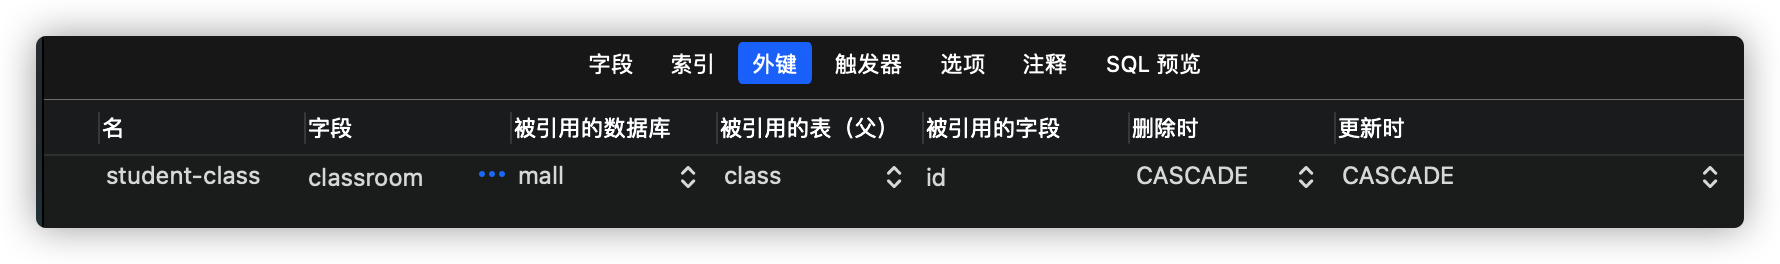 字段 索引 外键 触发器 选项 注释 SQL 预览
名 字段 被引用的数据库 被引用的表（父） 被引用的字段 删除时 更新时
student-class classroom ••• mall class id CASCADE CASCADE